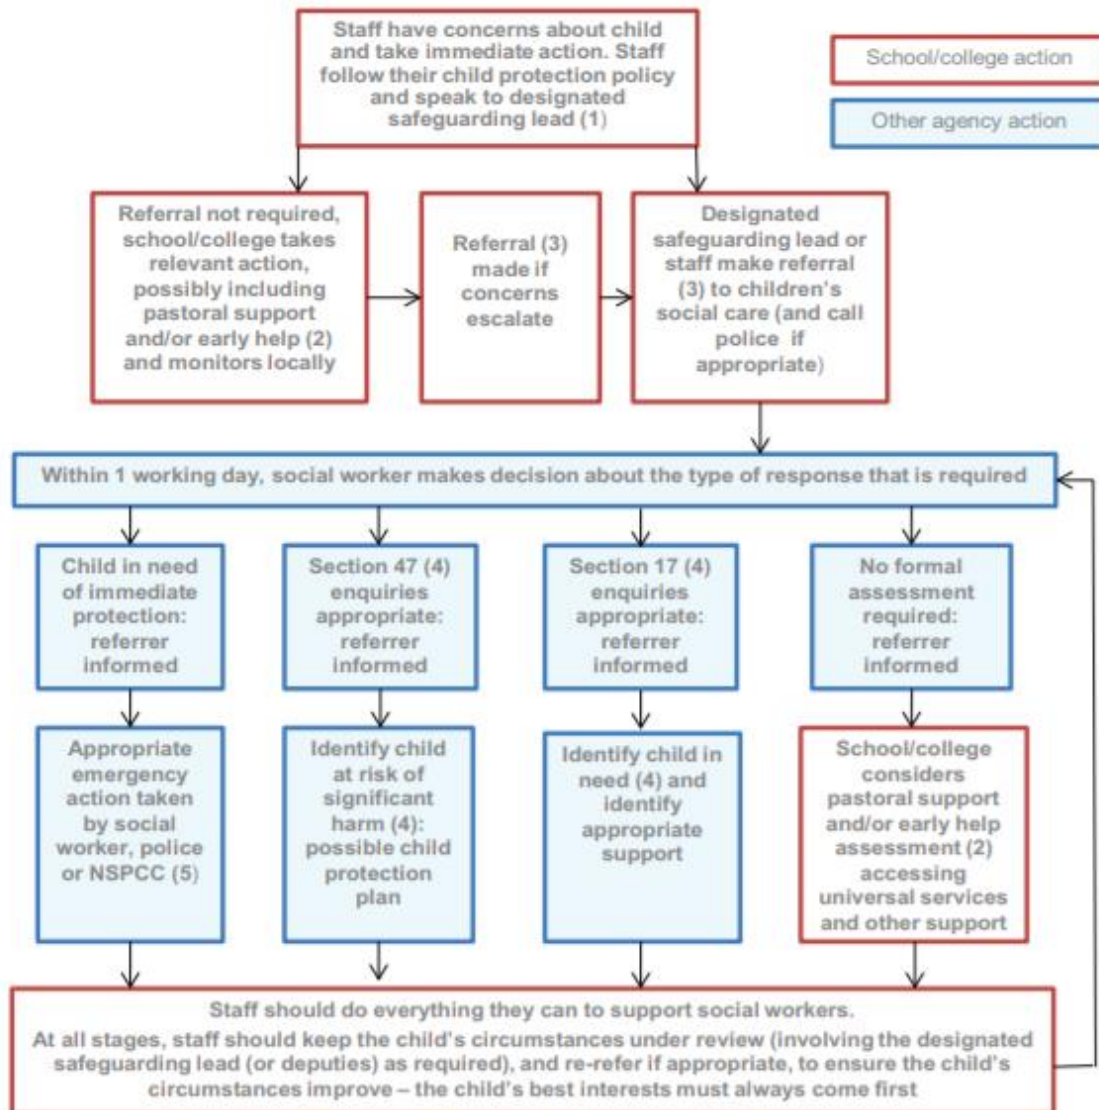 Staff have concerns about child
and take immediate action. Staff
follow their child protection policy
and speak to designated
safeguarding lead (1)
School/college action
Other agency action
Referral not required,
school/college takes
relevant action,
possibly including
pastoral support
and/or early help (2)
and monitors locally
Referral (3)
made if
concerns
escalate
Designated
safeguarding lead or
staff make referral
(3) to children's
social care (and call
police if
appropriate)
Within 1 working day, social worker makes decision about the type of response that is required
Child in need
of immediate
protection:
referrer
informed
Section 47 (4)
enquiries
appropriate:
referrer
informed
Section 17 (4)
enquiries
appropriate:
referrer
informed
No formal
assessment
required:
referrer
informed
Appropriate
emergency
action taken
by social
worker, police
or NSPCC (5)
Identify child
at risk of
significant
harm (4):
possible child
protection
plan
Identify child in
need (4) and
identify
appropriate
support
School/college
considers
pastoral support
and/or early help
assessment (2)
accessing
universal services
and other support
Staff should do everything they can to support social workers.
At all stages, staff should keep the child's circumstances under review (involving the designated
safeguarding lead (or deputies) as required), and re-refer if appropriate, to ensure the child's
circumstances improve – the child's best interests must always come first